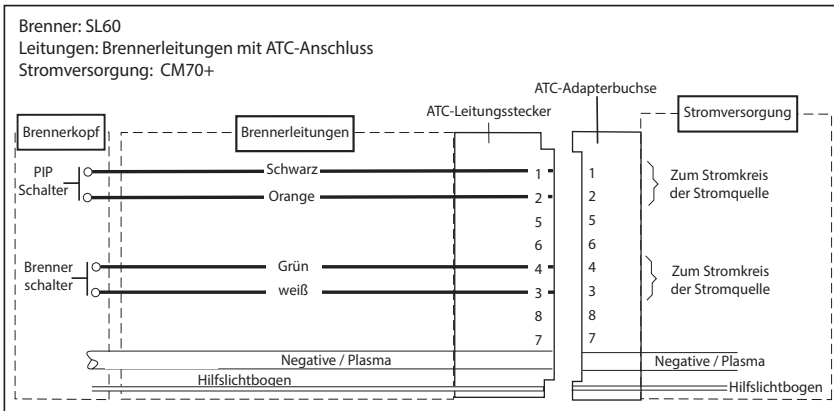 Brenner: SL60
Leitungen: Brennerleitungen mit ATC-Anschluss
Stromversorgung: CM70+
ATC-Leitungsstecker
ATC-Adapterbuchse
Brennerkopf
Brennerleitungen
Stromversorgung
PIP
Schalter
Schwarz
Orange
1
2
5
6
4
3
8
7
1
2
5
6
4
3
8
7
Zum Stromkreis
der Stromquelle
Brenner
schalter
Grün
weiß
Zum Stromkreis
der Stromquelle
Negative / Plasma
Negative / Plasma
Hilfslichtbogen
Hilfslichtbogen